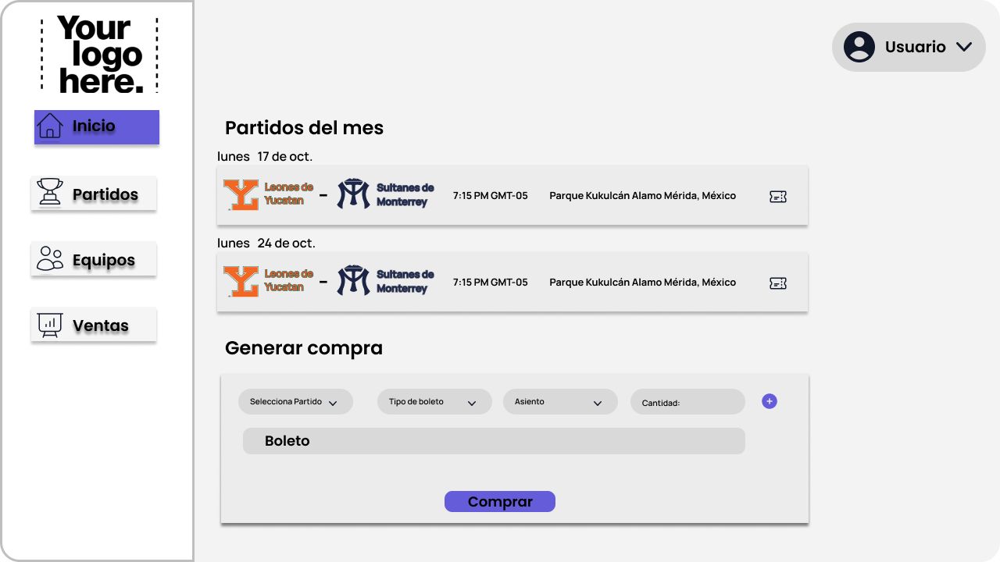 Your
logo
here.
Usuario
Inicio
Partidos
Equipos
Ventas
Partidos del mes
lunes 17 de oct.
Leones de
Yucatan
-
Sultanes de
Monterrey
7:15 PM GMT-05
Parque Kukulcán Alamo Mérida, México
lunes 24 de oct.
Leones de
Yucatan
-
Sultanes de
Monterrey
7:15 PM GMT-05
Parque Kukulcán Alamo Mérida, México
Generar compra
Selecciona Partido
Tipo de boleto
Asiento
Cantidad:
Boleto
Comprar